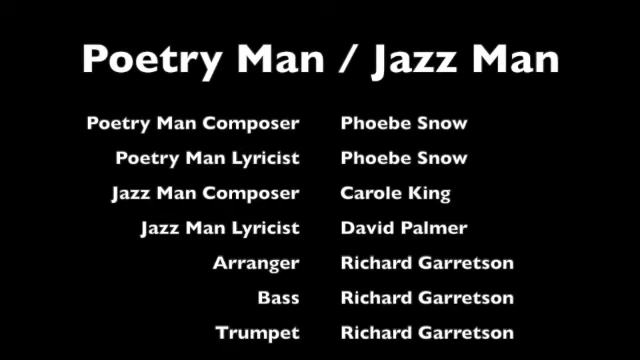 Poetry Man / Jazz Man
Poetry Man Composer Phoebe Snow
Poetry Man Lyricist Phoebe Snow
Jazz Man Composer Carole King
Jazz Man Lyricist David Palmer
Arranger Richard Garretson
Bass Richard Garretson
Trumpet Richard Garretson